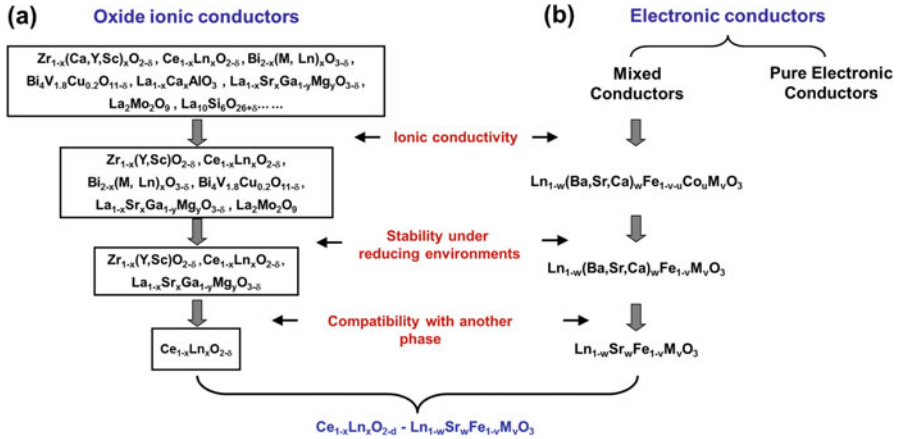 (a) Oxide ionic conductors
Zr₁₋ₓ(Ca,Y,Sc)ₓO₂₋δ , Ce₁₋ₓLnₓO₂₋δ , Bi₂₋ₓ(M, Ln)ₓO₃₋δ ,
Bi₄V₁.₈Cu₀.₂O₁₁₋δ , La₁₋ₓCaₓAlO₃ , La₁₋ₓSrₓGa₁₋yMgyO₃₋δ ,
La₂Mo₂O₉ , La₁₀Si₆O₂₆₊δ... ...
Zr₁₋ₓ(Y,Sc)O₂₋δ , Ce₁₋ₓLnₓO₂₋δ ,
Bi₂₋ₓ(M, Ln)ₓO₃₋δ , Bi₄V₁.₈Cu₀.₂O₁₁₋δ ,
La₁₋ₓSrₓGa₁₋yMgyO₃₋δ , La₂Mo₂O₉
Zr₁₋ₓ(Y,Sc)O₂₋δ , Ce₁₋ₓLnₓO₂₋δ ,
La₁₋ₓSrₓGa₁₋yMgyO₃₋δ
Ce₁₋ₓLnₓO₂₋δ
Ionic conductivity
Stability under
reducing environments
Compatibility with another
phase
(b) Electronic conductors
Mixed
Conductors
Pure Electronic
Conductors
Ln₁₋w(Ba,Sr,Ca)wFe₁₋v₋uCouMvO₃
Ln₁₋w(Ba,Sr,Ca)wFe₁₋vMvO₃
Ln₁₋wSrwFe₁₋vMvO₃
Ce₁₋ₓLnₓO₂₋d - Ln₁₋wSrwFe₁₋vMvO₃